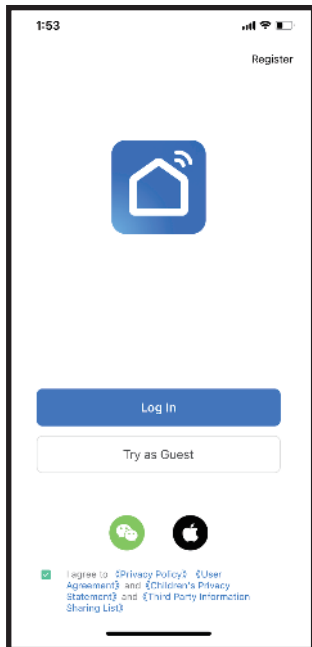 1:53
Register
Log In
Try as Guest
I agree to 《Privacy Policy》 《User
Agreement》 and 《Children's Privacy
Statement》 and 《Third Party Information
Sharing List》